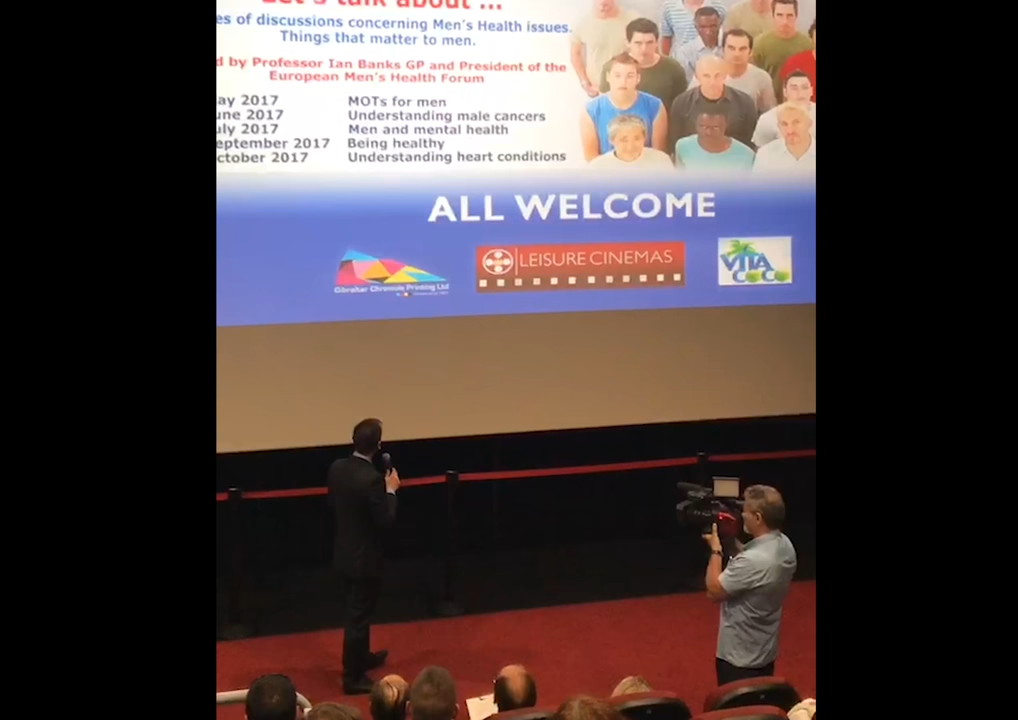 Let's talk about ...
es of discussions concerning Men's Health issues.
Things that matter to men.
d by Professor Ian Banks GP and President of the
European Men's Health Forum
ay 2017 MOTs for men
une 2017 Understanding male cancers
uly 2017 Men and mental health
eptember 2017 Being healthy
ctober 2017 Understanding heart conditions
ALL WELCOME
Gibraltar Chronicle Printing Ltd
LEISURE CINEMAS
VITA
COCO